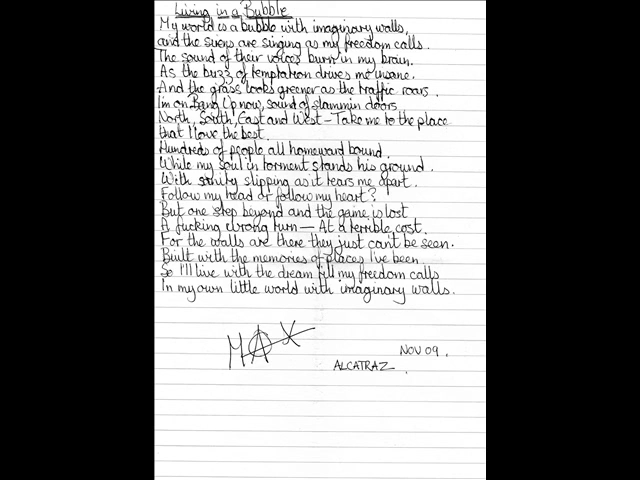 Living in a Bubble
My world is a bubble with imaginary walls,
and the sirens are singing as my freedom calls.
The sound of their voices burn in my brain.
As the buzz of temptation drives me insane.
And the grass looks greener as the traffic roars.
I'm on Bang Up now, sound of slammin doors
North, South, East and West - Take me to the place
that I love the best.
Hundreds of people all homeward bound.
While my soul in torment stands his ground.
With sanity slipping as it tears me apart.
Follow my head or follow my heart?
But one step beyond and the game is lost
A fucking wrong turn - At a terrible cost.
For the walls are there they just can't be seen.
Built with the memories of places I've been.
So I'll live with the dream till my freedom calls
In my own little world with imaginary walls.
MAX
NOV 09.
ALCATRAZ